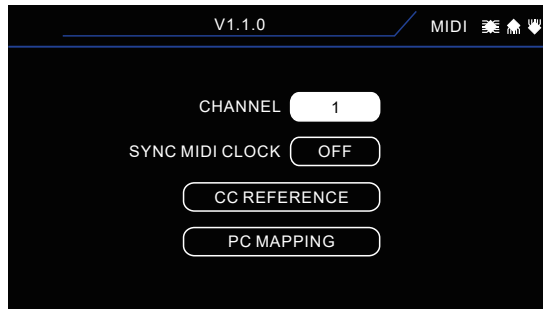 V1.1.0 MIDI
CHANNEL 1
SYNC MIDI CLOCK OFF
CC REFERENCE
PC MAPPING